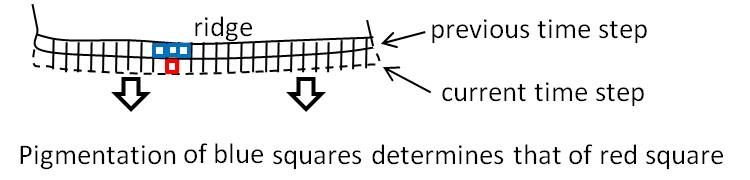 ridge
previous time step
current time step
Pigmentation of blue squares determines that of red square